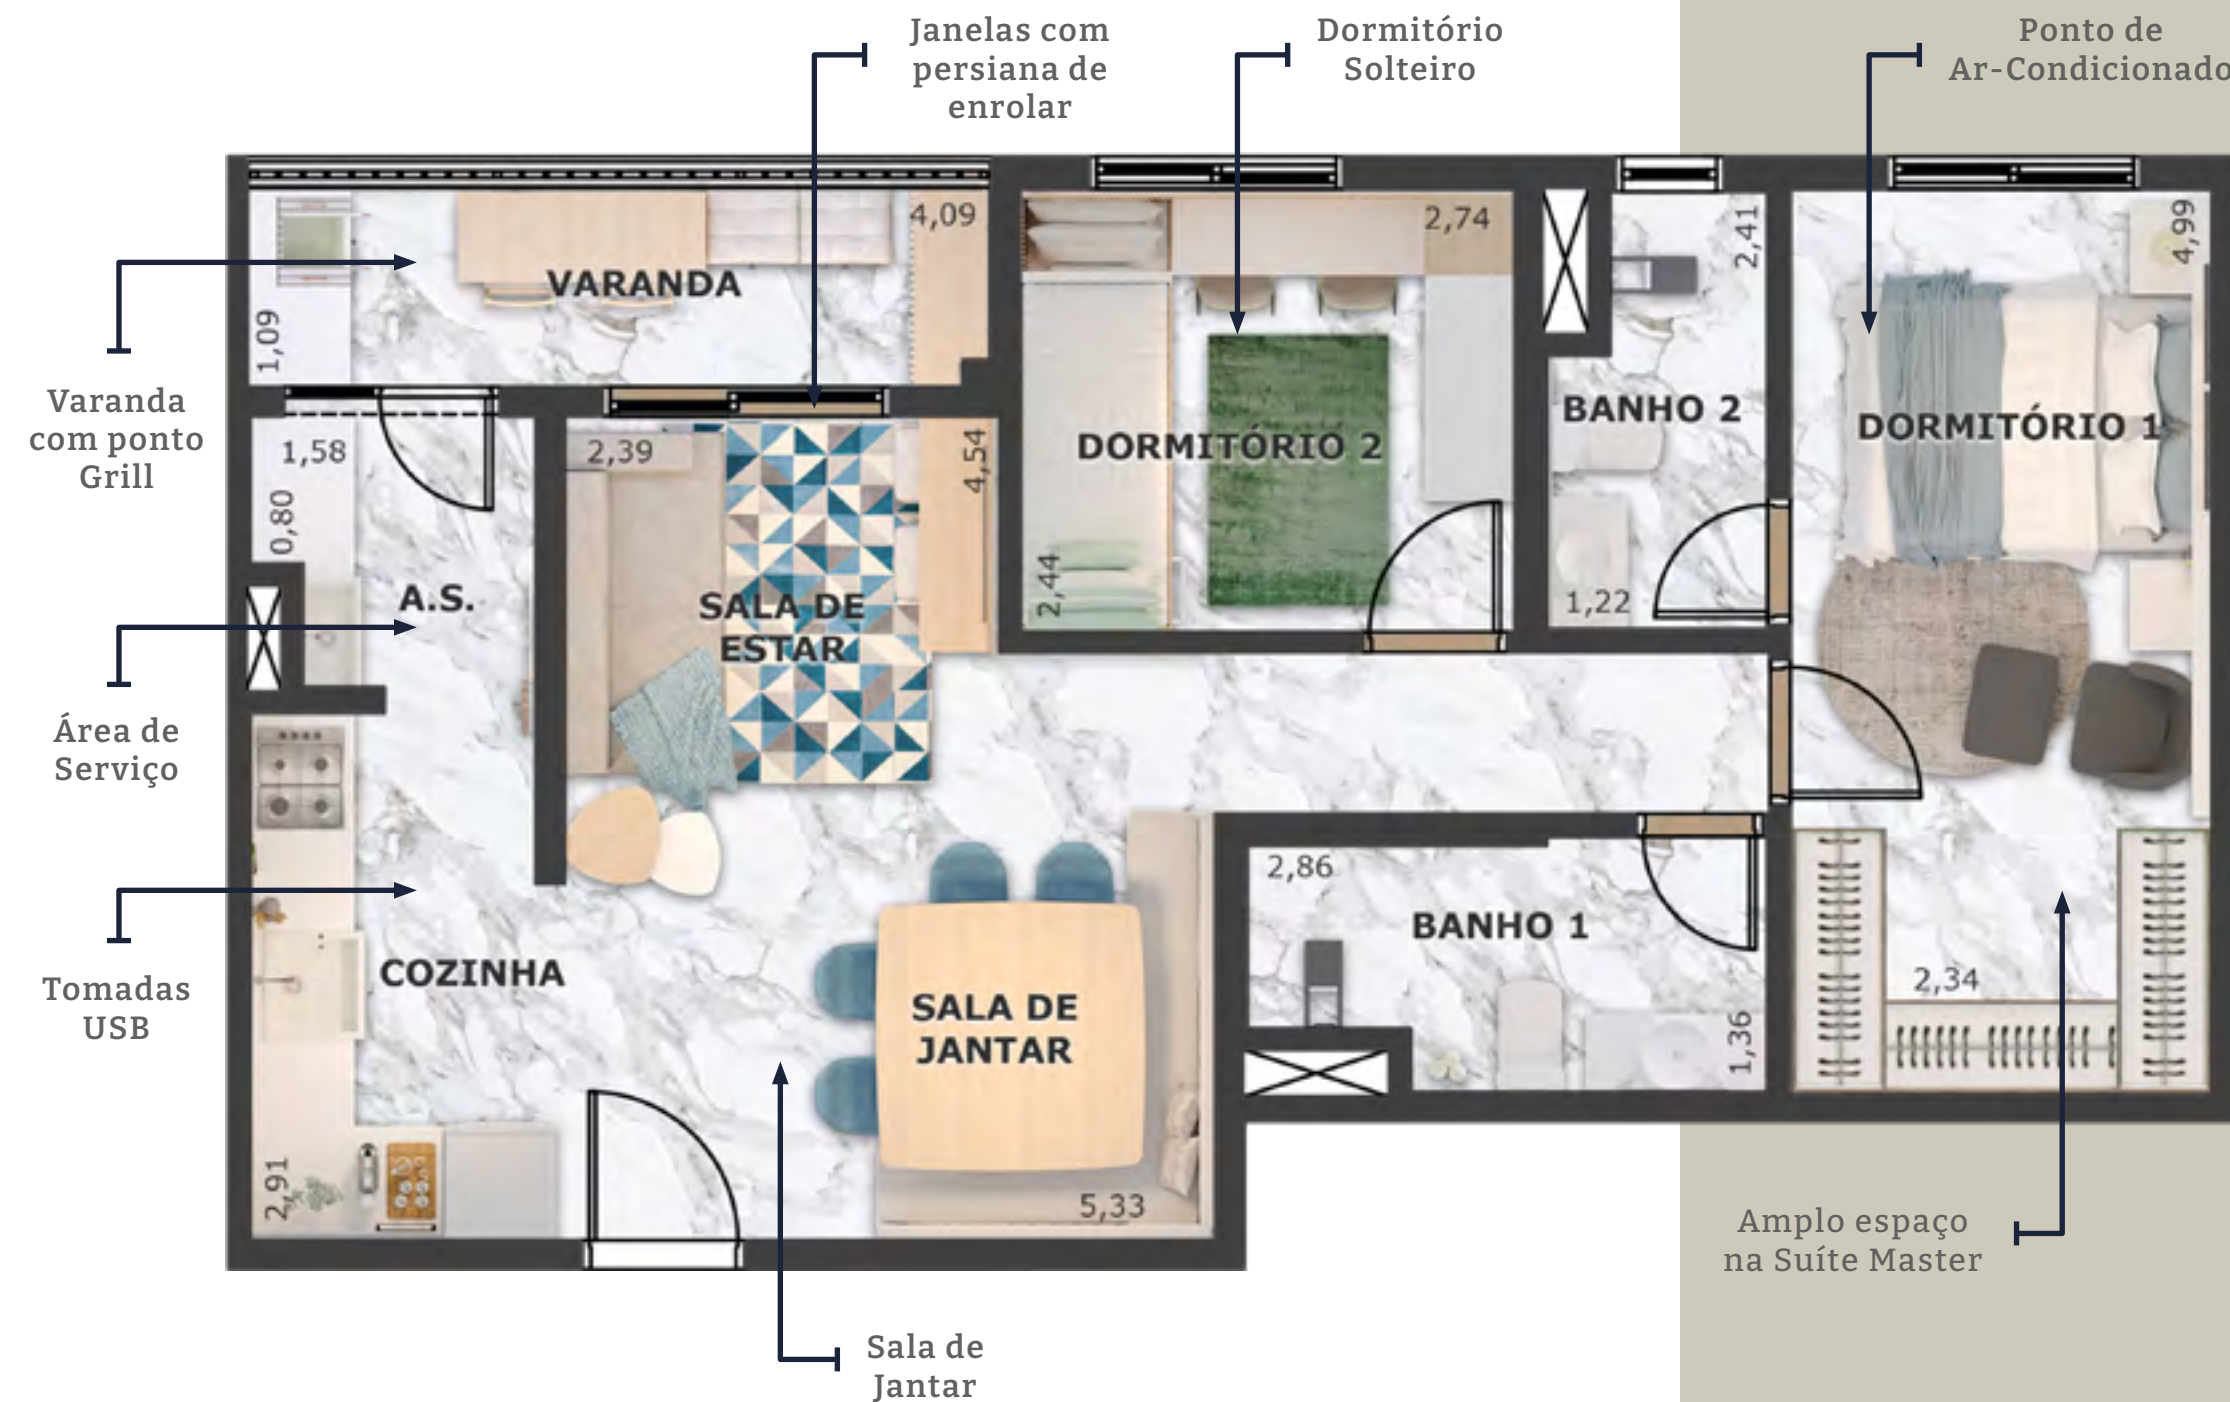 Janelas com
persiana de
enrolar
Dormitório
Solteiro
Ponto de
Ar-Condicionado
4,09
VARANDA
1,09
2,74
2,41
4,99
Varanda
com ponto
Grill
1,58
0,80
A.S.
2,39
4,54
SALA DE
ESTAR
DORMITÓRIO 2
2,44
BANHO 2
1,22
DORMITÓRIO 1
Área de
Serviço
Tomadas
USB
COZINHA
2,91
SALA DE
JANTAR
5,33
2,86
BANHO 1
1,36
2,34
Amplo espaço
na Suíte Master
Sala de
Jantar